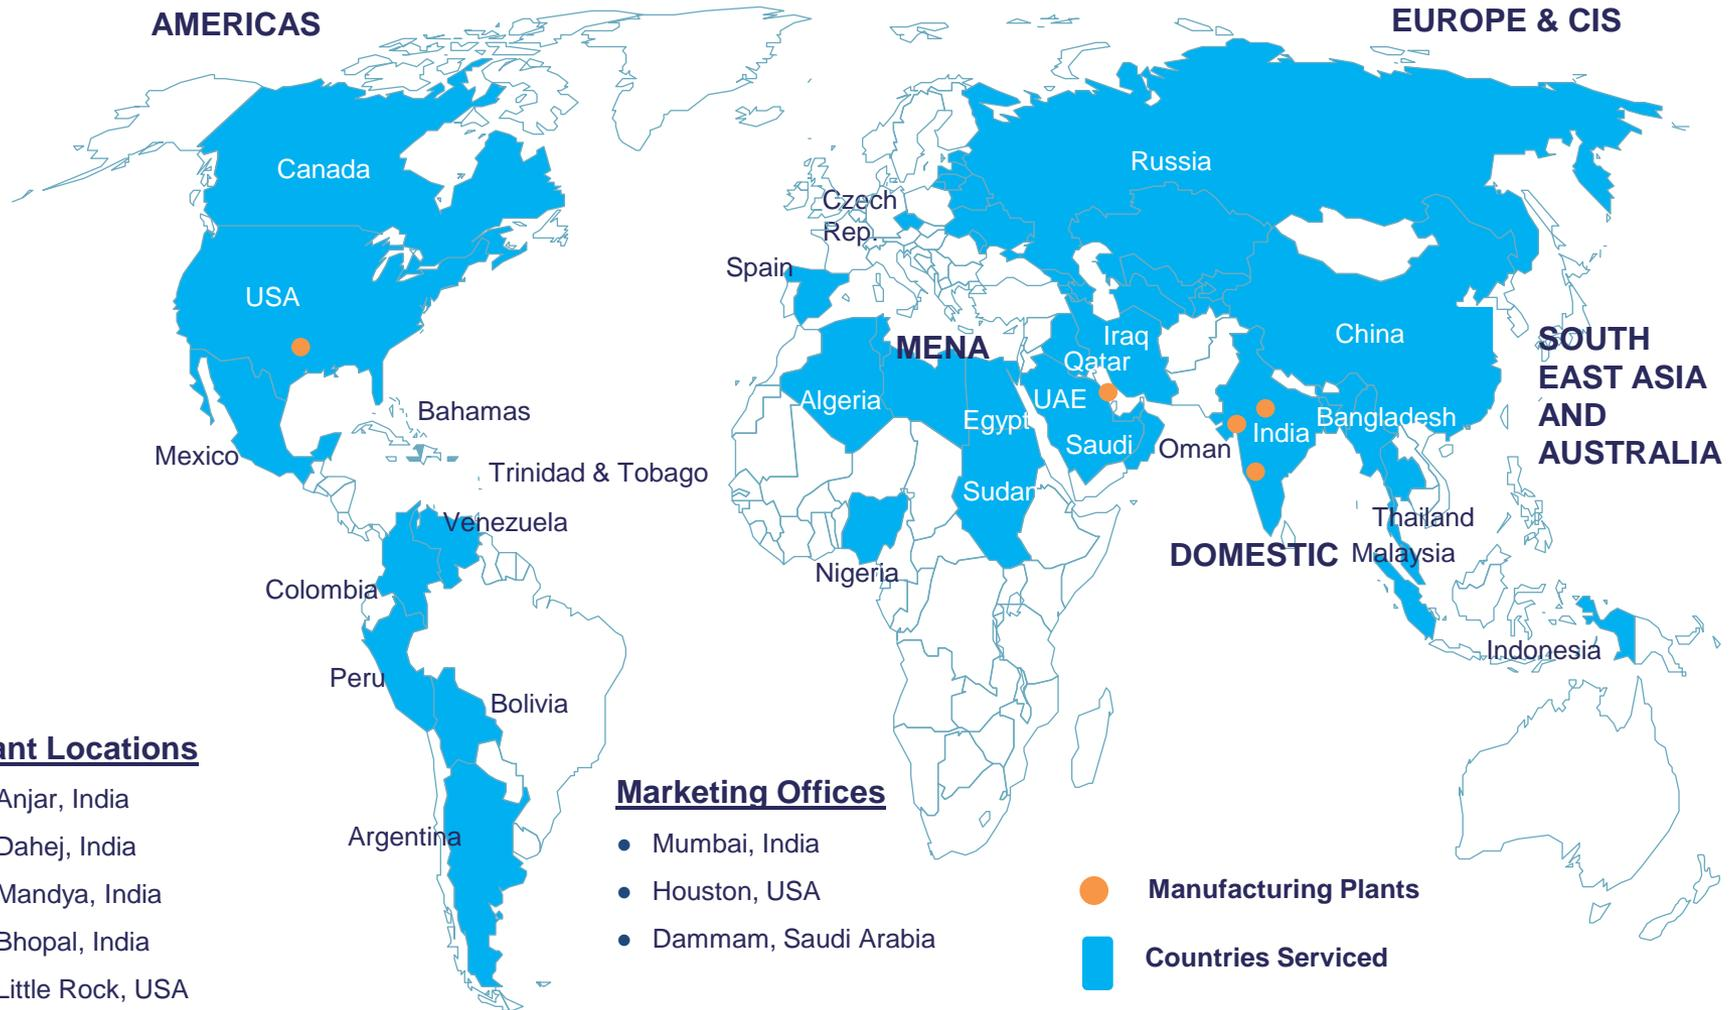 AMERICAS
EUROPE & CIS
Canada
Russia
Czech
Rep.
Spain
USA
MENA
Iraq
China
Qatar
SOUTH
EAST ASIA
AND
AUSTRALIA
Algeria
Egypt
UAE
Saudi
Oman
India
Bangladesh
Bahamas
Mexico
Trinidad & Tobago
Sudan
Venezuela
Thailand
DOMESTIC
Malaysia
Nigeria
Colombia
Indonesia
Peru
Bolivia
Argentina
ant Locations
Anjar, India
Dahej, India
Mandya, India
Bhopal, India
Little Rock, USA
Marketing Offices
• Mumbai, India
• Houston, USA
• Dammam, Saudi Arabia
Manufacturing Plants
Countries Serviced